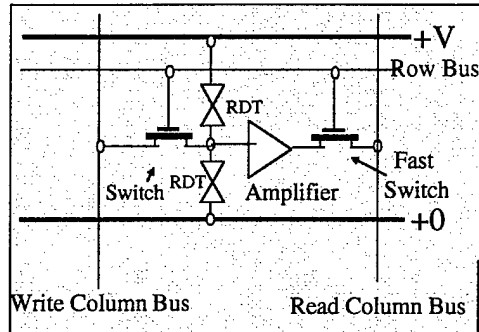 +V
Row Bus
RDT
Switch
RDT
Amplifier
Fast
Switch
+0
Write Column Bus
Read Column Bus